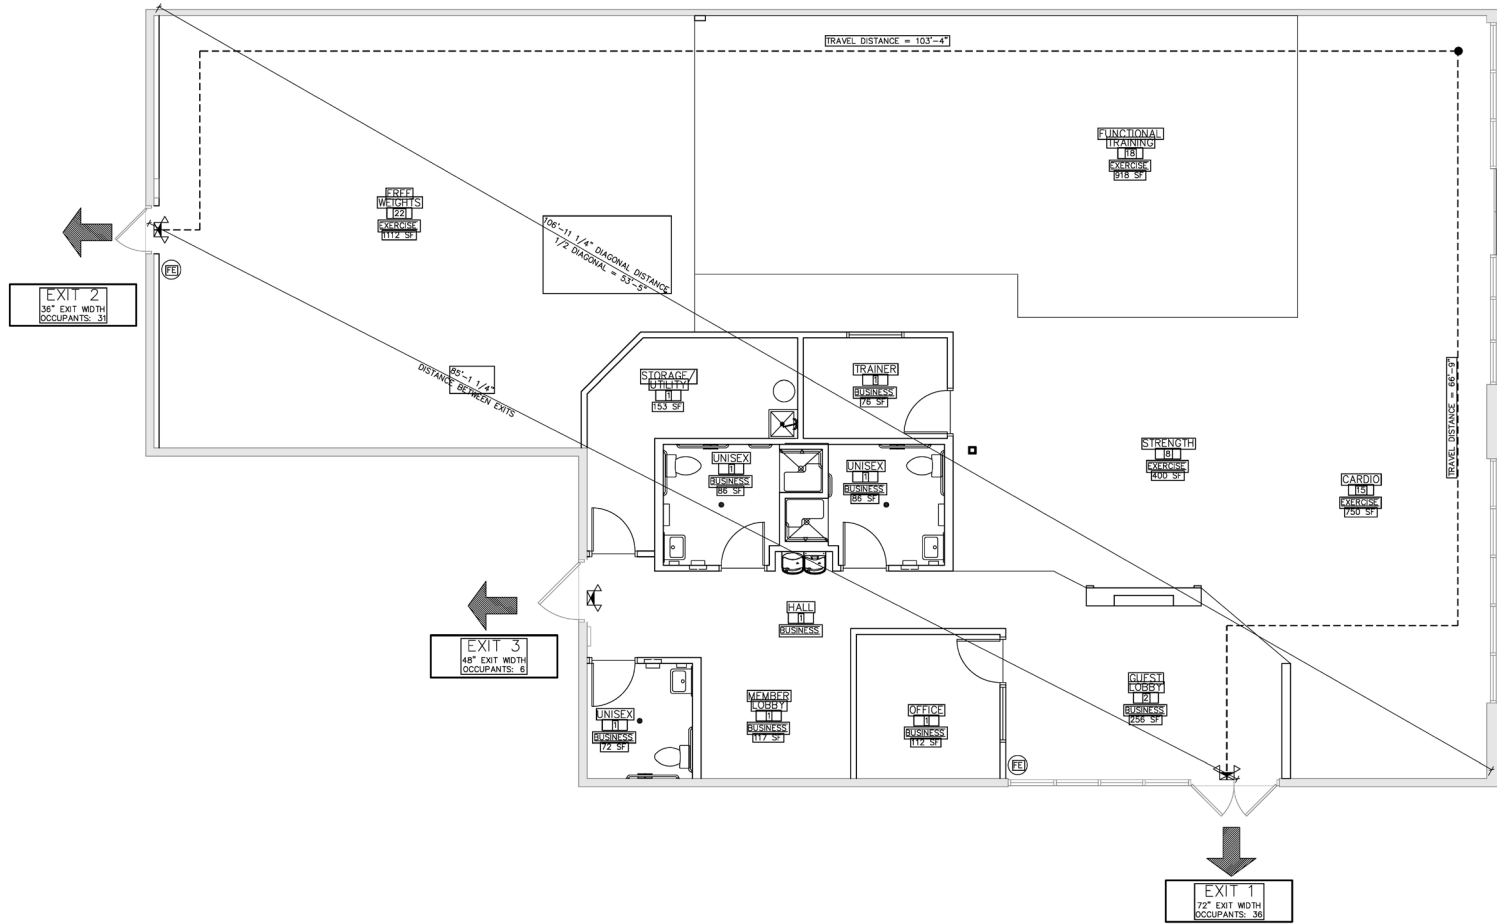 TRAVEL DISTANCE = 103'-4"
FUNCTIONAL
TRAINING
18
EXERCISE
918 SF
FREE
WEIGHTS
22
EXERCISE
1112 SF
106'-11 1/4" DIAGONAL DISTANCE
1/2 DIAGONAL = 53'-5"
FE
EXIT 2
36" EXIT WIDTH
OCCUPANTS: 31
85'-1 1/4"
DISTANCE BETWEEN EXITS
STORAGE/
UTILITY
1
153 SF
TRAINER
1
BUSINESS
76 SF
TRAVEL DISTANCE = 66'-9"
STRENGTH
8
EXERCISE
400 SF
CARDIO
15
EXERCISE
750 SF
UNISEX
1
BUSINESS
86 SF
UNISEX
1
BUSINESS
86 SF
HALL
1
BUSINESS
EXIT 3
48" EXIT WIDTH
OCCUPANTS: 6
UNISEX
1
BUSINESS
72 SF
MEMBER
LOBBY
1
BUSINESS
117 SF
OFFICE
1
BUSINESS
112 SF
GUEST
LOBBY
2
BUSINESS
256 SF
FE
EXIT 1
72" EXIT WIDTH
OCCUPANTS: 36